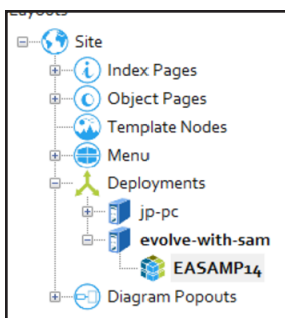 Site
Index Pages
Object Pages
Template Nodes
Menu
Deployments
jp-pc
evolve-with-sam
EASAMP14
Diagram Popouts